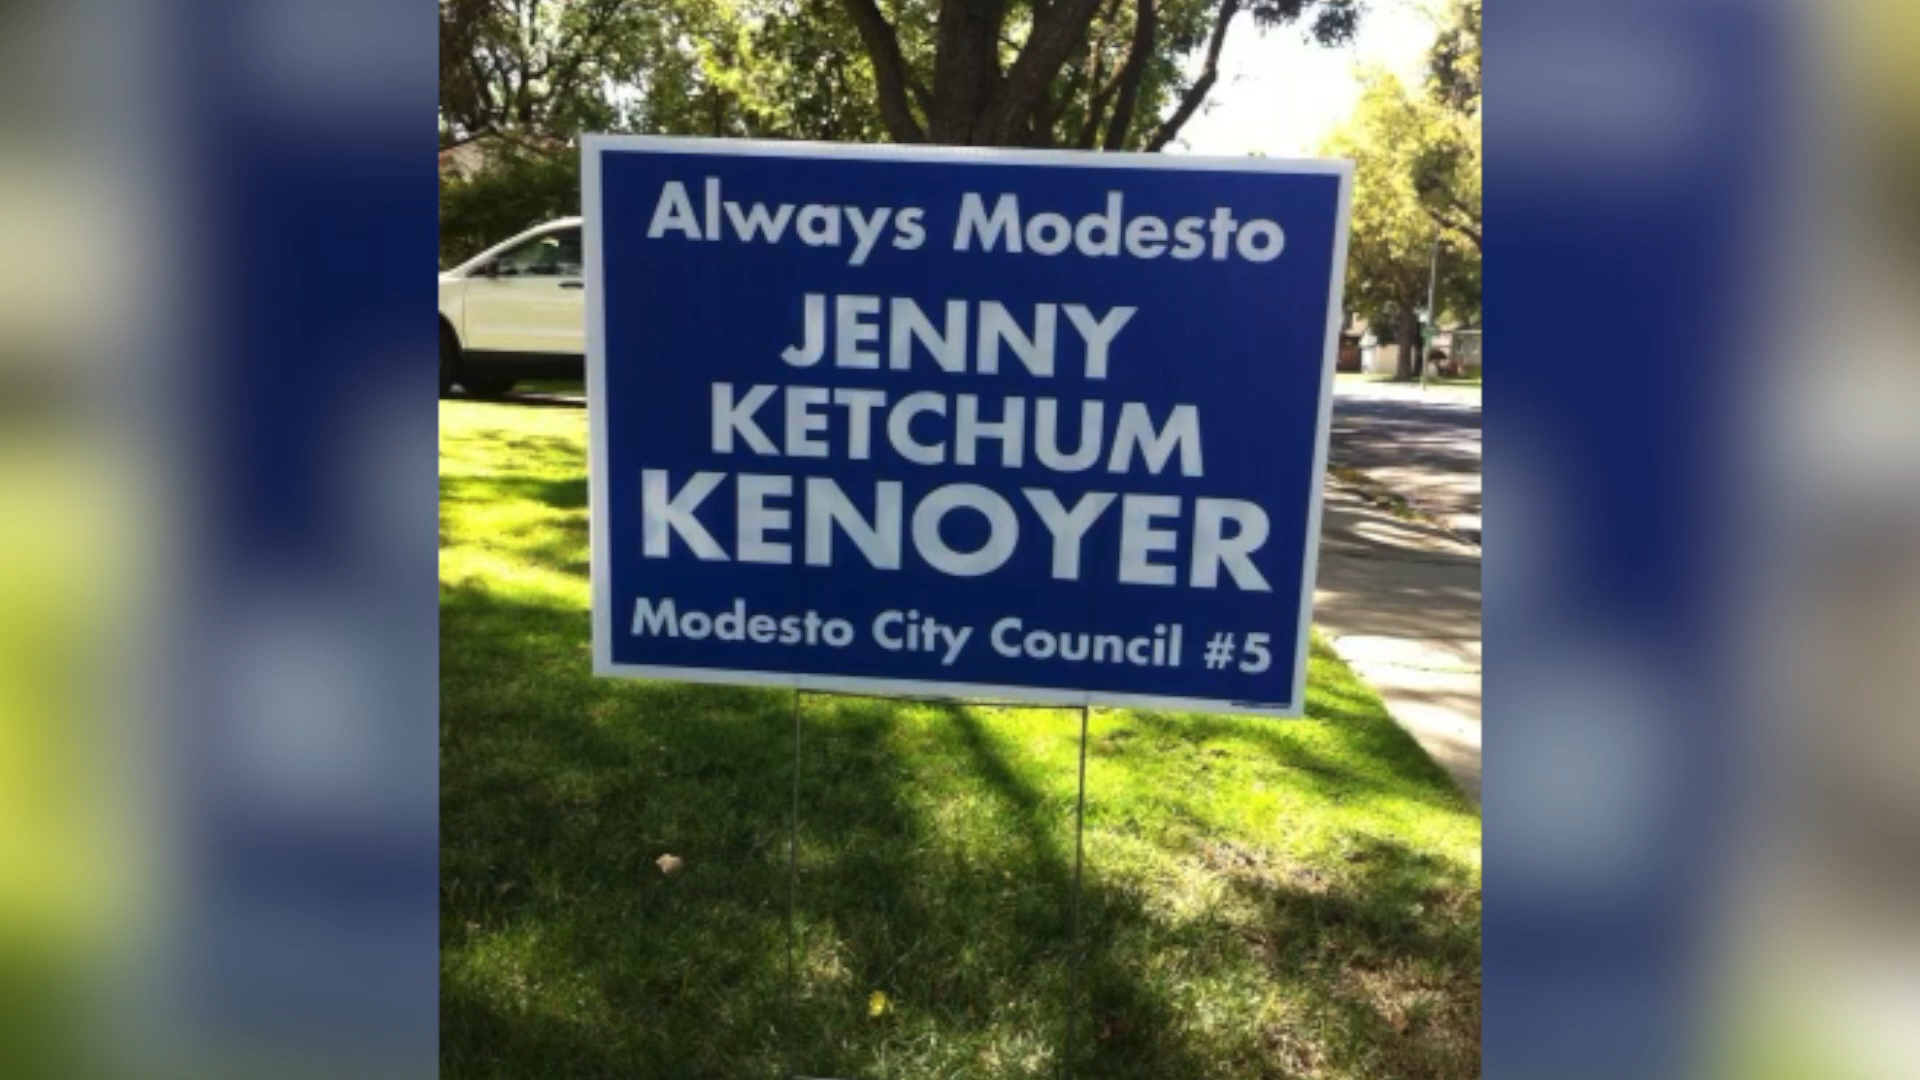 Always Modesto
JENNY
KETCHUM
KENOYER
Modesto City Council #5